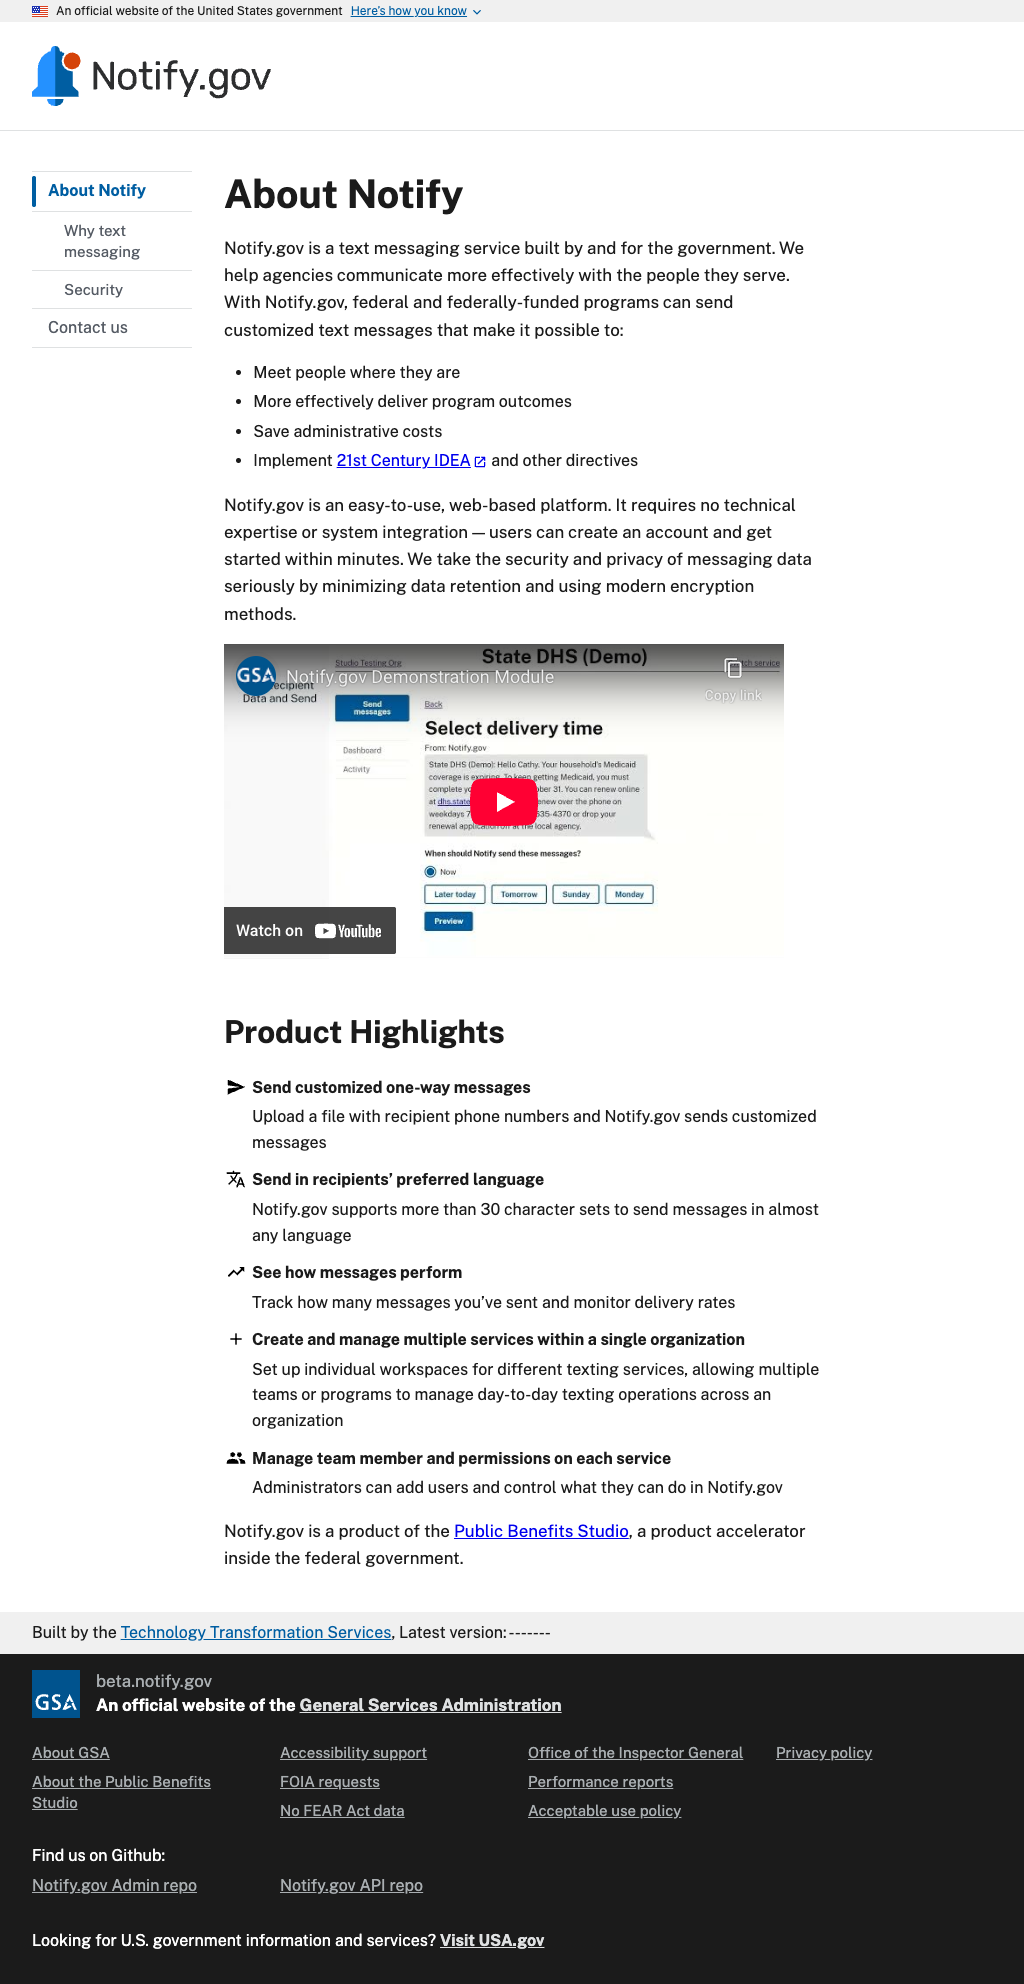 An official website of the United States government Here's how you know
Notify.gov
About Notify
Why text
messaging
Security
Contact us
About Notify
Notify.gov is a text messaging service built by and for the government. We
help agencies communicate more effectively with the people they serve.
With Notify.gov, federal and federally-funded programs can send
customized text messages that make it possible to:
• Meet people where they are
• More effectively deliver program outcomes
• Save administrative costs
• Implement 21st Century IDEA and other directives
Notify.gov is an easy-to-use, web-based platform. It requires no technical
expertise or system integration — users can create an account and get
started within minutes. We take the security and privacy of messaging data
seriously by minimizing data retention and using modern encryption
methods.
Studio Testing Org
State DHS (Demo)
service
GSA
Notify.gov Demonstration Module
Copy link
Data and Send
Send
messages
Back
Select delivery time
Dashboard
From: Notify.gov
Activity
State DHS (Demo): Hello Cathy. Your household's Medicaid
coverage is expiring. To keep getting Medicaid, you must
complete October 31. You can renew online
at dhs.state renew over the phone on
weekdays 535-4370 or drop your
renewal application at the local agency.
When should Notify send these messages?
Now
Later today Tomorrow Sunday Monday
Preview
Watch on YouTube
Product Highlights
Send customized one-way messages
Upload a file with recipient phone numbers and Notify.gov sends customized
messages
Send in recipients’ preferred language
Notify.gov supports more than 30 character sets to send messages in almost
any language
See how messages perform
Track how many messages you’ve sent and monitor delivery rates
Create and manage multiple services within a single organization
Set up individual workspaces for different texting services, allowing multiple
teams or programs to manage day-to-day texting operations across an
organization
Manage team member and permissions on each service
Administrators can add users and control what they can do in Notify.gov
Notify.gov is a product of the Public Benefits Studio, a product accelerator
inside the federal government.
Built by the Technology Transformation Services, Latest version: -------
GSA
beta.notify.gov
An official website of the General Services Administration
About GSA
About the Public Benefits
Studio
Accessibility support
FOIA requests
No FEAR Act data
Office of the Inspector General
Performance reports
Acceptable use policy
Privacy policy
Find us on Github:
Notify.gov Admin repo
Notify.gov API repo
Looking for U.S. government information and services? Visit USA.gov